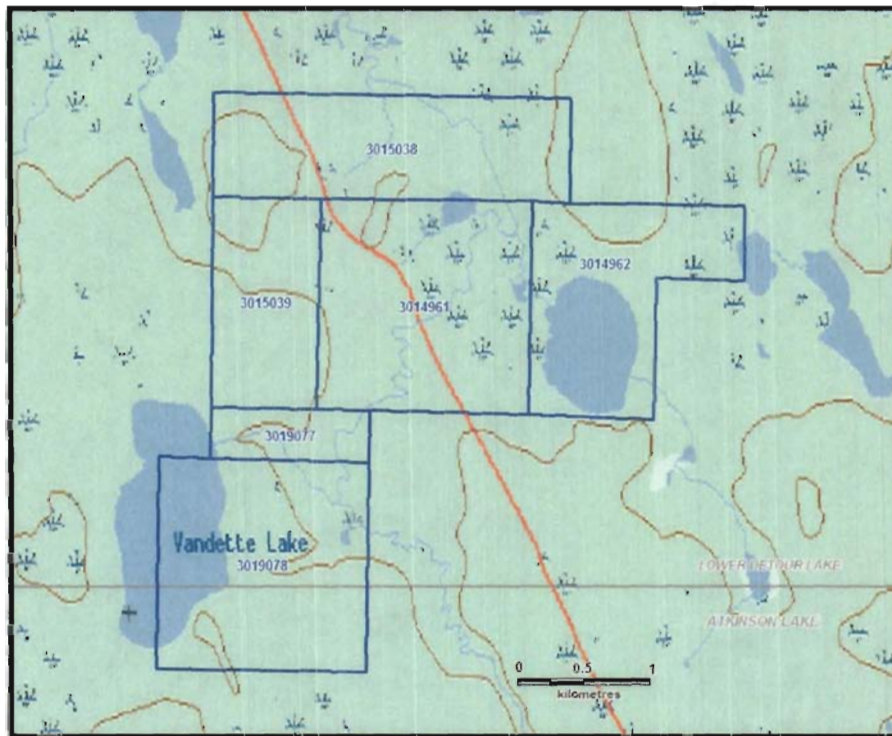 3015038
3014962
3015039
3014961
3019077
Vandette Lake
3019078
LOWER DETOUR LAKE
ATKINSON LAKE
0 0.5 1
kilometres